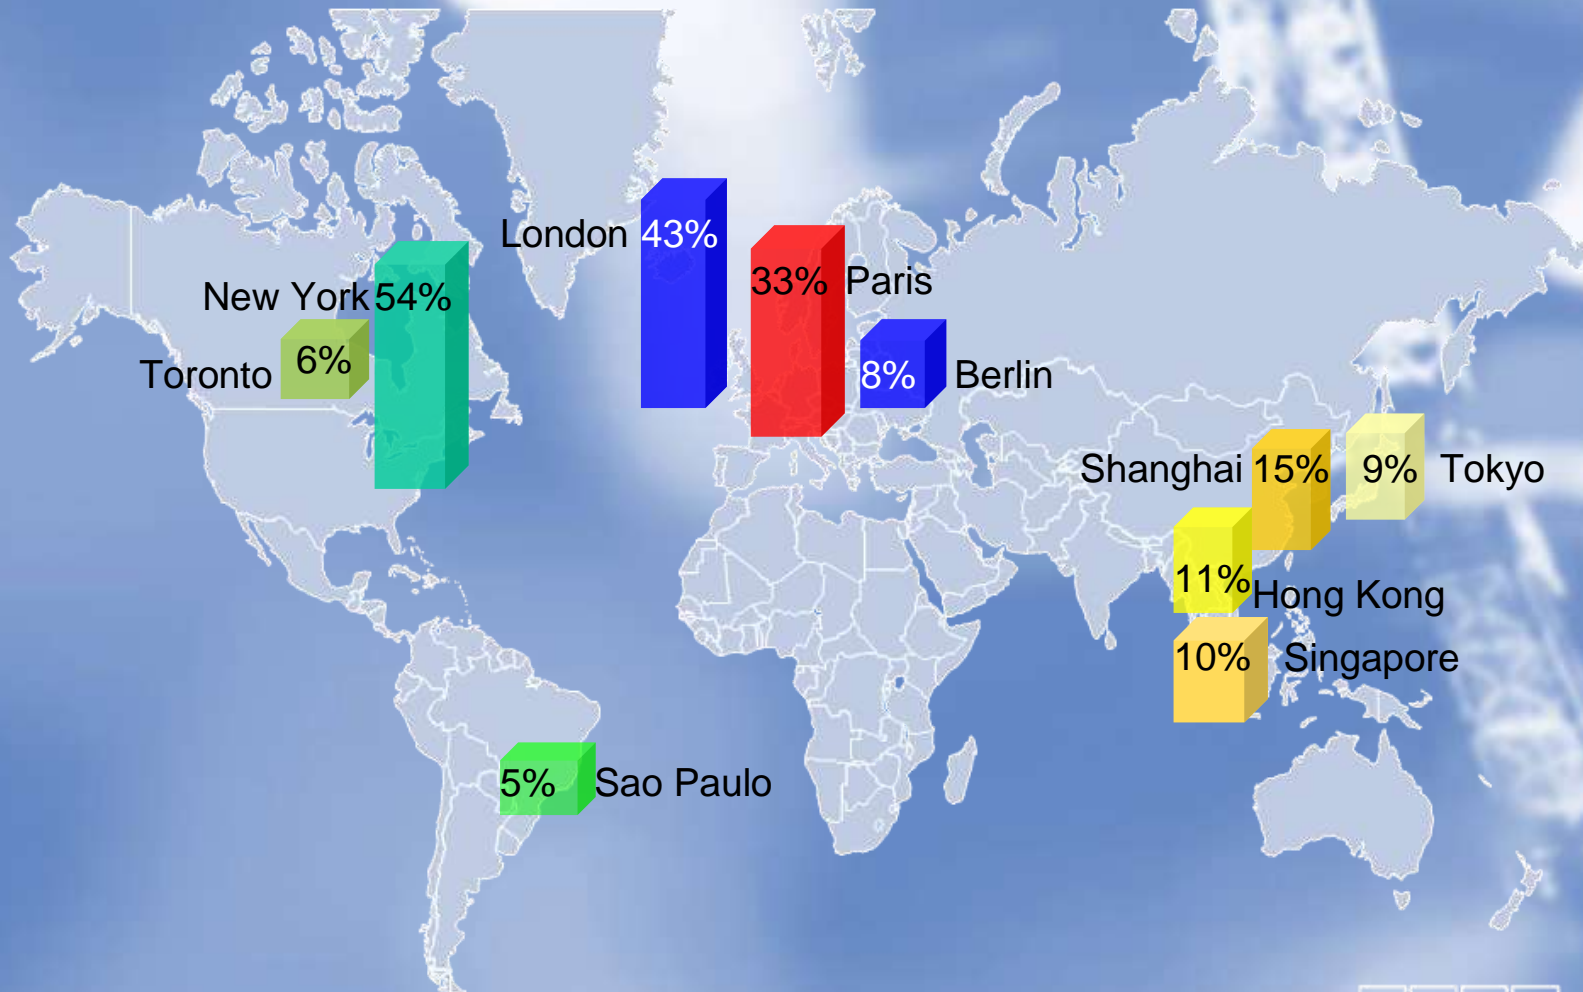 London 43%
33% Paris
New York 54%
Toronto 6%
8% Berlin
Shanghai 15%
9% Tokyo
11% Hong Kong
10% Singapore
5% Sao Paulo